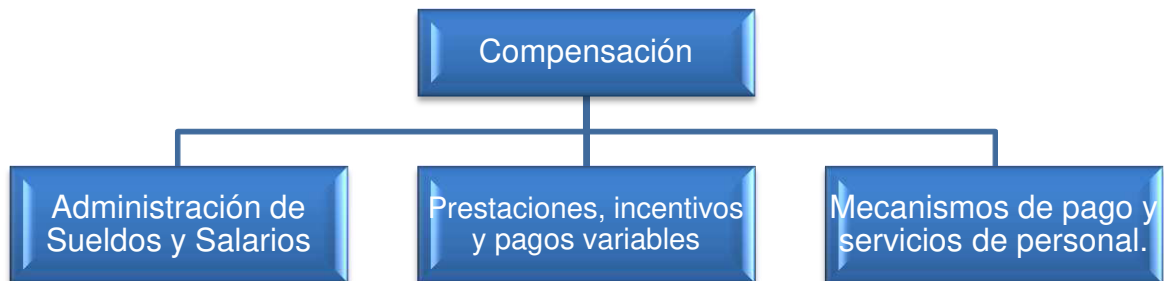 Compensación
Administración de
Sueldos y Salarios
Prestaciones, incentivos
y pagos variables
Mecanismos de pago y
servicios de personal.